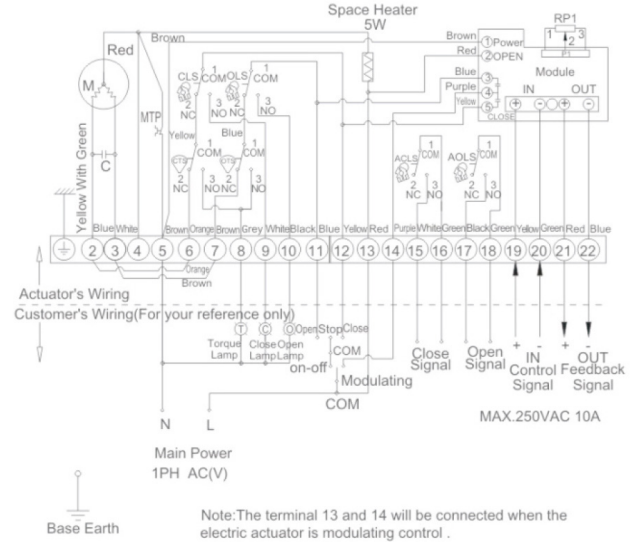 Space Heater
5W
RP1
1 2 3
P1
Module
Brown
Red
Blue
Purple
Yellow
1 Power
2 OPEN
3
4
5
CLOSE
IN OUT
+ - + -
Brown
Red
M
MTP
C
Yellow With Green
CLS 1 COM
2 NC 3 NO
OLS 1 COM
2 NC 3 NO
Yellow
Blue
CTS 1 COM
2 NC 3 NO
1 COM
2 NC 3 NO
ACLS 1 COM
2 NC 3 NO
AOLS 1 COM
2 NC 3 NO
Blue White Brown Orange Brown Grey White Black Blue Yellow Red Purple White Green Black Green Yellow Green Red Blue
2 3 4 5 6 7 8 9 10 11 12 13 14 15 16 17 18 19 20 21 22
Orange
Brown
Actuator's Wiring
Customer's Wiring(For your reference only)
T C O
Torque Lamp
Close Lamp
Open Lamp
Open Stop Close
COM
on-off
Modulating
COM
Close Signal
Open Signal
+ - + -
IN Control Signal
OUT Feedback Signal
MAX.250VAC 10A
N L
Main Power
1PH AC(V)
Base Earth
Note:The terminal 13 and 14 will be connected when the
electric actuator is modulating control .